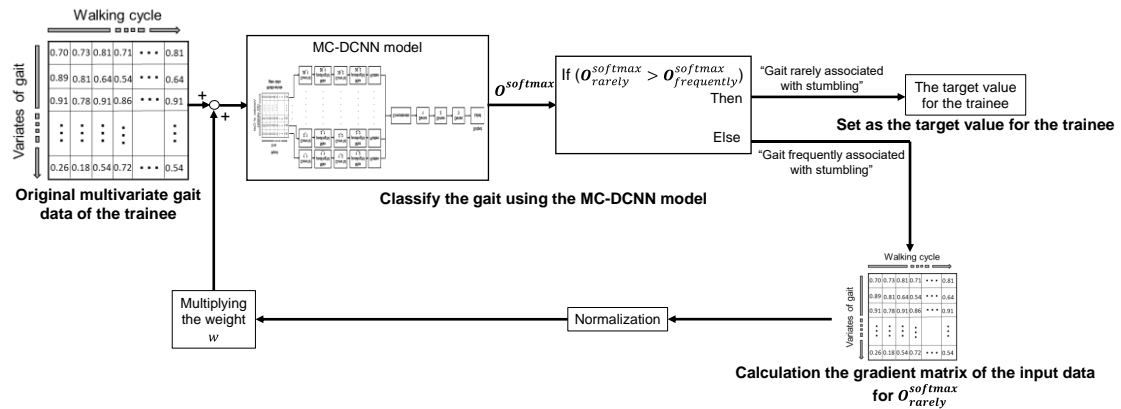 Walking cycle
Variates of gait
0.70 0.73 0.81 0.71 ••• 0.81
0.89 0.81 0.64 0.54 ••• 0.64
0.91 0.78 0.91 0.86 ••• 0.91
0.26 0.18 0.54 0.72 ••• 0.54
Original multivariate gait
data of the trainee
+
+
MC-DCNN model
Classify the gait using the MC-DCNN model
O^softmax
If (O^softmax_rarely > O^softmax_frequently)
Then
Else
“Gait rarely associated
with stumbling”
The target value
for the trainee
Set as the target value for the trainee
“Gait frequently associated
with stumbling”
Walking cycle
Variates of gait
0.70 0.73 0.81 0.71 ••• 0.81
0.89 0.81 0.64 0.54 ••• 0.64
0.91 0.78 0.91 0.86 ••• 0.91
0.26 0.18 0.54 0.72 ••• 0.54
Calculation the gradient matrix of the input data
for O^softmax_rarely
Normalization
Multiplying
the weight
w